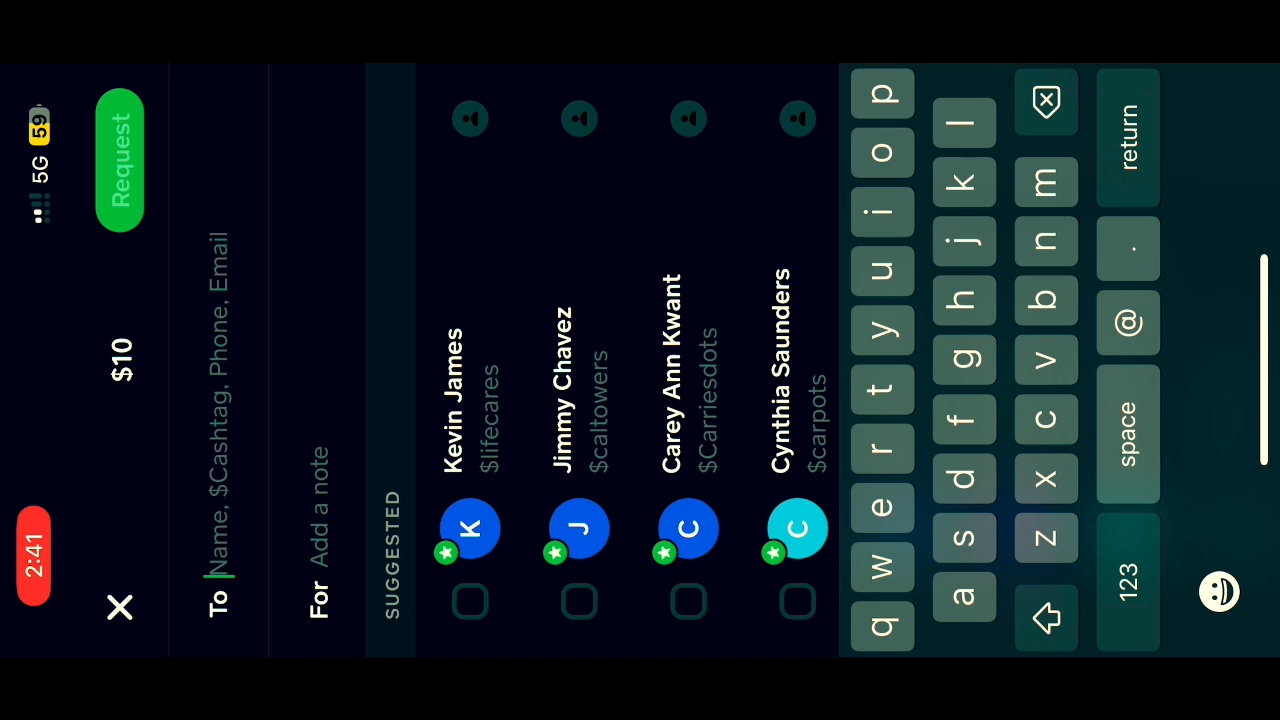 2:41
5G 59
$10
Request
To Name, $Cashtag, Phone, Email
For Add a note
SUGGESTED
K
Kevin James
$lifecares
J
Jimmy Chavez
$caltowers
C
Carey Ann Kwant
$Carriesdots
C
Cynthia Saunders
$carpots
q w e r t y u i o p
a s d f g h j k l
z x c v b n m
123 space @ . return